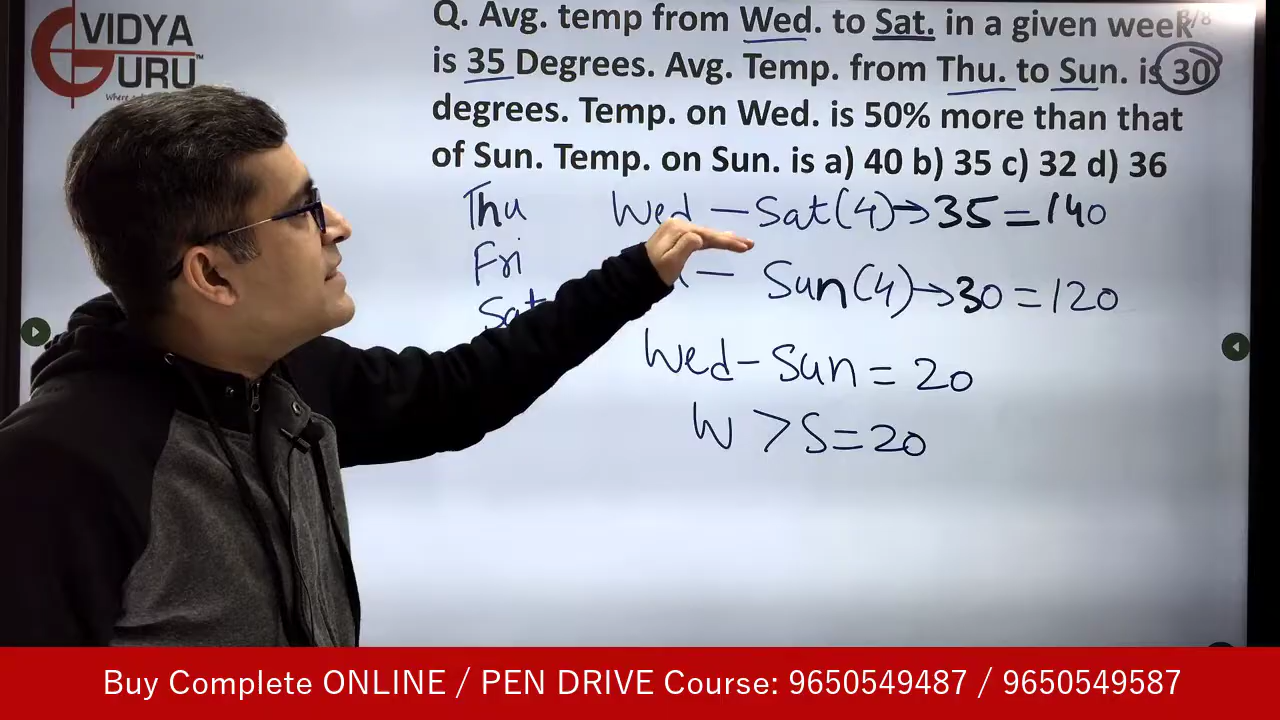 VIDYA
GURU™
Q. Avg. temp from Wed. to Sat. in a given week
is 35 Degrees. Avg. Temp. from Thu. to Sun. is 30
degrees. Temp. on Wed. is 50% more than that
of Sun. Temp. on Sun. is a) 40 b) 35 c) 32 d) 36
Thu
Fri
Sat
Wed - Sat(4)→35=140
- Sun(4)→30=120
Wed-Sun=20
W >S=20
Buy Complete ONLINE / PEN DRIVE Course: 9650549487 / 9650549587